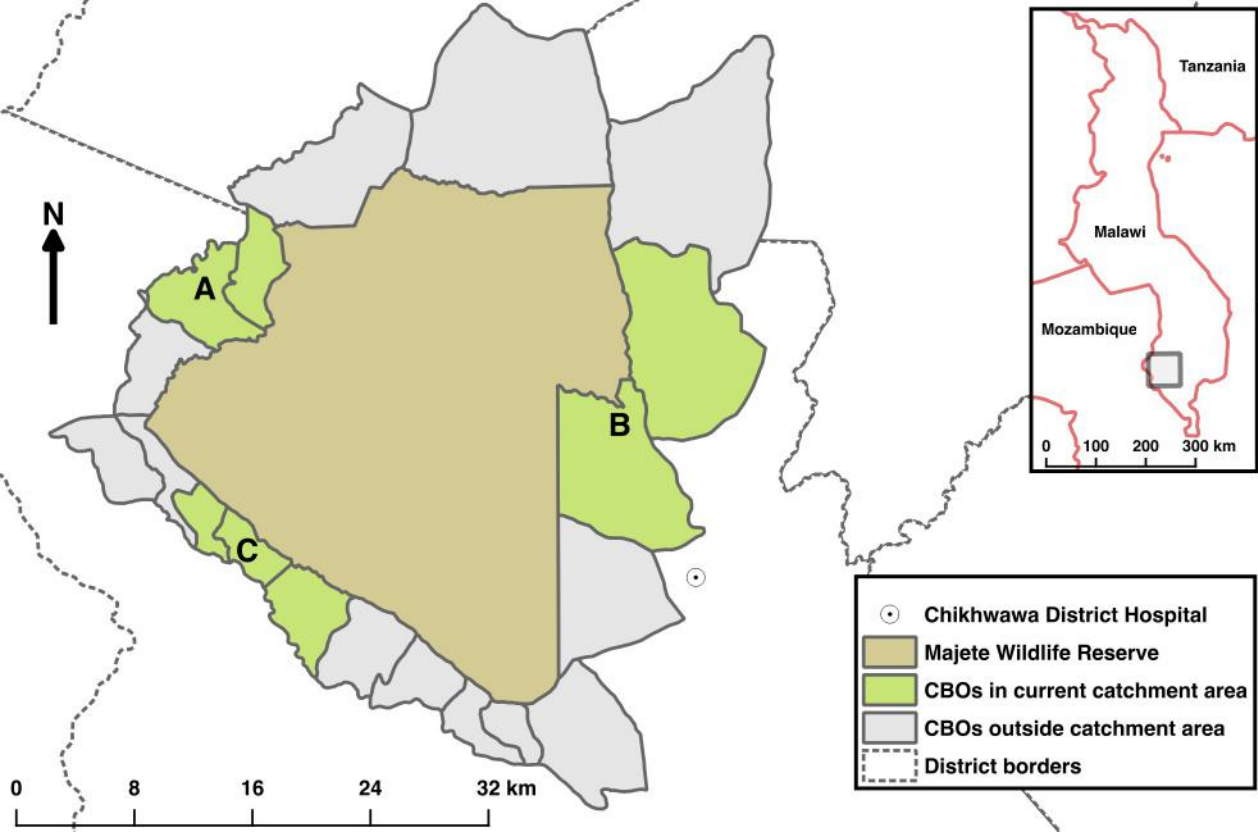 N
A
B
C
0 8 16 24 32 km
Tanzania
Malawi
Mozambique
0 100 200 300 km
Chikhwawa District Hospital
Majete Wildlife Reserve
CBOs in current catchment area
CBOs outside catchment area
District borders